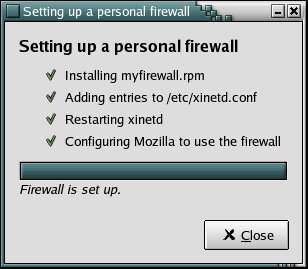 Setting up a personal firewall
Setting up a personal firewall
Installing myfirewall.rpm
Adding entries to /etc/xinetd.conf
Restarting xinetd
Configuring Mozilla to use the firewall
Firewall is set up.
Close